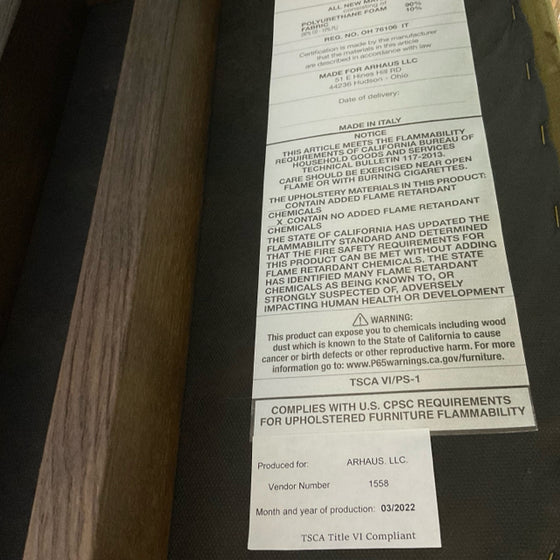 ALL NEW
consisting of
POLYURETHANE FOAM 90%
FABRIC 10%
REG. NO. OH 76106 IT
Certification is made by the manufacturer
that the materials in this article
are described in accordance with law
MADE FOR ARHAUS LLC
51 E Hines Hill RD
44236 Hudson - Ohio
Date of delivery:
MADE IN ITALY
NOTICE
THIS ARTICLE MEETS THE FLAMMABILITY
REQUIREMENTS OF CALIFORNIA BUREAU OF
HOUSEHOLD GOODS AND SERVICES
TECHNICAL BULLETIN 117-2013.
CARE SHOULD BE EXERCISED NEAR OPEN
FLAME OR WITH BURNING CIGARETTES.
THE UPHOLSTERY MATERIALS IN THIS PRODUCT:
CONTAIN ADDED FLAME RETARDANT
CHEMICALS
X CONTAIN NO ADDED FLAME RETARDANT
CHEMICALS
THE STATE OF CALIFORNIA HAS UPDATED THE
FLAMMABILITY STANDARD AND DETERMINED
THAT THE FIRE SAFETY REQUIREMENTS FOR
THIS PRODUCT CAN BE MET WITHOUT ADDING
FLAME RETARDANT CHEMICALS. THE STATE
HAS IDENTIFIED MANY FLAME RETARDANT
CHEMICALS AS BEING KNOWN TO, OR
STRONGLY SUSPECTED OF, ADVERSELY
IMPACTING HUMAN HEALTH OR DEVELOPMENT
WARNING:
This product can expose you to chemicals including wood
dust which is known to the State of California to cause
cancer or birth defects or other reproductive harm. For more
information go to: www.P65warnings.ca.gov/furniture.
TSCA VI/PS-1
COMPLIES WITH U.S. CPSC REQUIREMENTS
FOR UPHOLSTERED FURNITURE FLAMMABILITY
Produced for: ARHAUS. LLC.
Vendor Number 1558
Month and year of production: 03/2022
TSCA Title VI Compliant